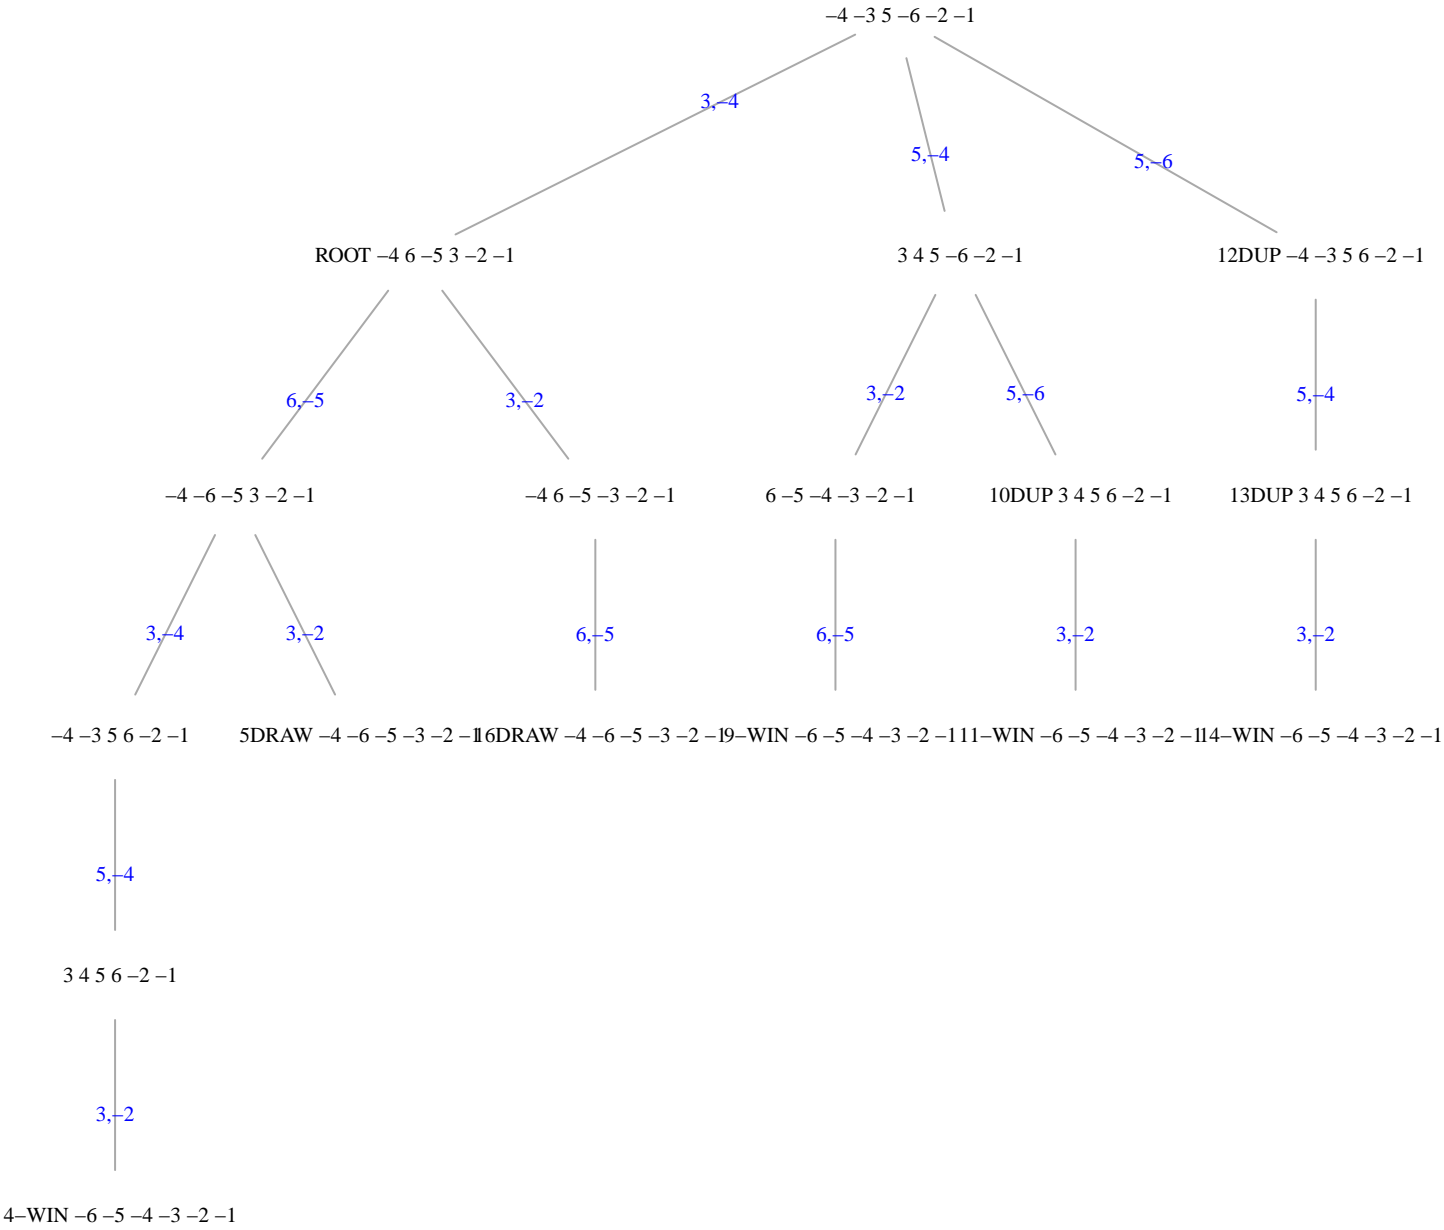 –4 –3 5 –6 –2 –1
3,–4
5,–4
5,–6
ROOT –4 6 –5 3 –2 –1
3 4 5 –6 –2 –1
12DUP –4 –3 5 6 –2 –1
6,–5
3,–2
3,–2
5,–6
5,–4
–4 –6 –5 3 –2 –1
–4 6 –5 –3 –2 –1
6 –5 –4 –3 –2 –1
10DUP 3 4 5 6 –2 –1
13DUP 3 4 5 6 –2 –1
3,–4
3,–2
6,–5
6,–5
3,–2
3,–2
–4 –3 5 6 –2 –1
5DRAW –4 –6 –5 –3 –2 –1
16DRAW –4 –6 –5 –3 –2 –1
9–WIN –6 –5 –4 –3 –2 –1
11–WIN –6 –5 –4 –3 –2 –1
14–WIN –6 –5 –4 –3 –2 –1
5,–4
3 4 5 6 –2 –1
3,–2
4–WIN –6 –5 –4 –3 –2 –1